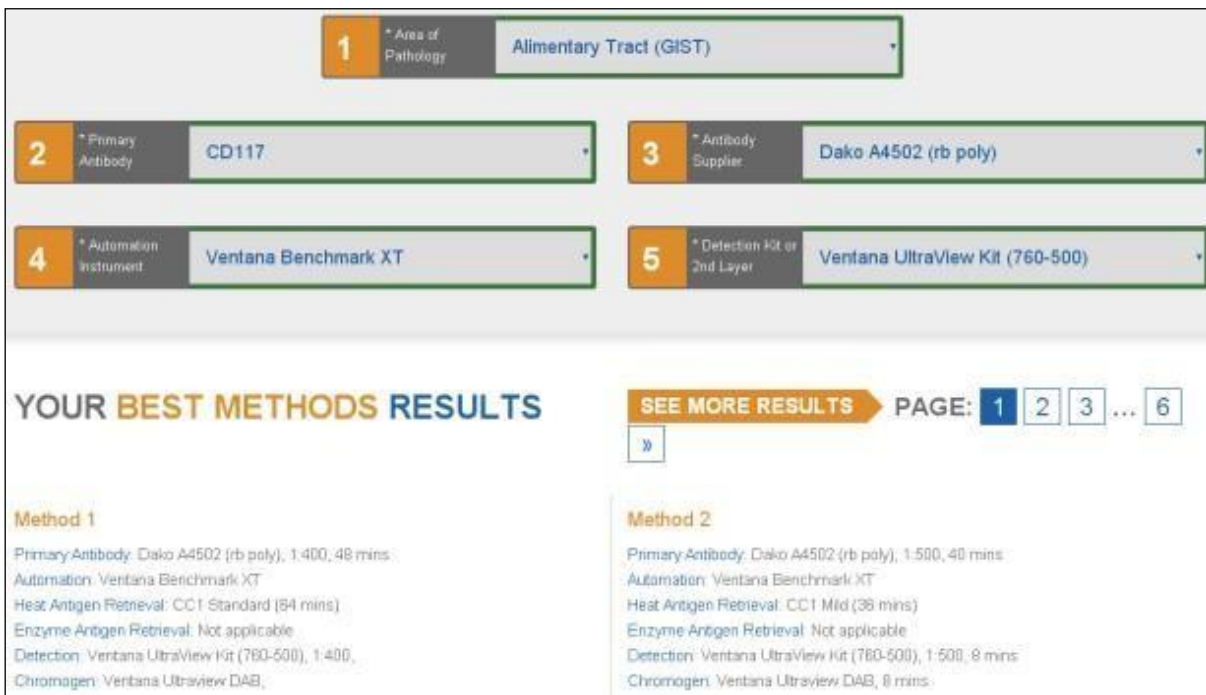 1
* Area of
Pathology
Alimentary Tract (GIST)
2
* Primary
Antibody
CD117
3
* Antibody
Supplier
Dako A4502 (rb poly)
4
* Automation
Instrument
Ventana Benchmark XT
5
* Detection Kit or
2nd Layer
Ventana UltraView Kit (760-500)
YOUR BEST METHODS RESULTS
SEE MORE RESULTS
PAGE: 1 2 3 ... 6
»
Method 1
Primary Antibody: Dako A4502 (rb poly), 1:400, 48 mins
Automation: Ventana Benchmark XT
Heat Antigen Retrieval: CC1 Standard (64 mins)
Enzyme Antigen Retrieval: Not applicable
Detection: Ventana UltraView Kit (760-500), 1:400,
Chromogen: Ventana Ultraview DAB,
Method 2
Primary Antibody: Dako A4502 (rb poly), 1:500, 40 mins
Automation: Ventana Benchmark XT
Heat Antigen Retrieval: CC1 Mild (36 mins)
Enzyme Antigen Retrieval: Not applicable
Detection: Ventana UltraView Kit (760-500), 1:500, 8 mins
Chromogen: Ventana Ultraview DAB, 8 mins